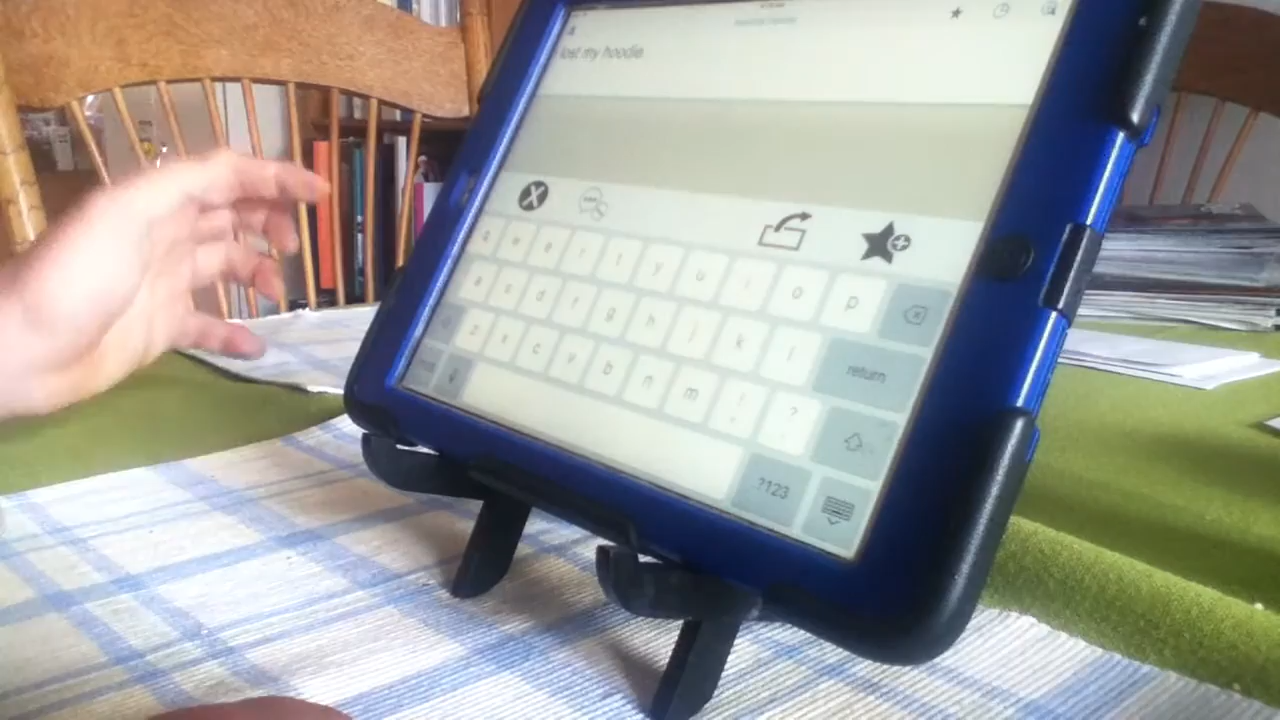 lost my hoodie
X
q w e r t y u i o p
a s d f g h j k l return
z x c v b n m ! ?
, .
?123